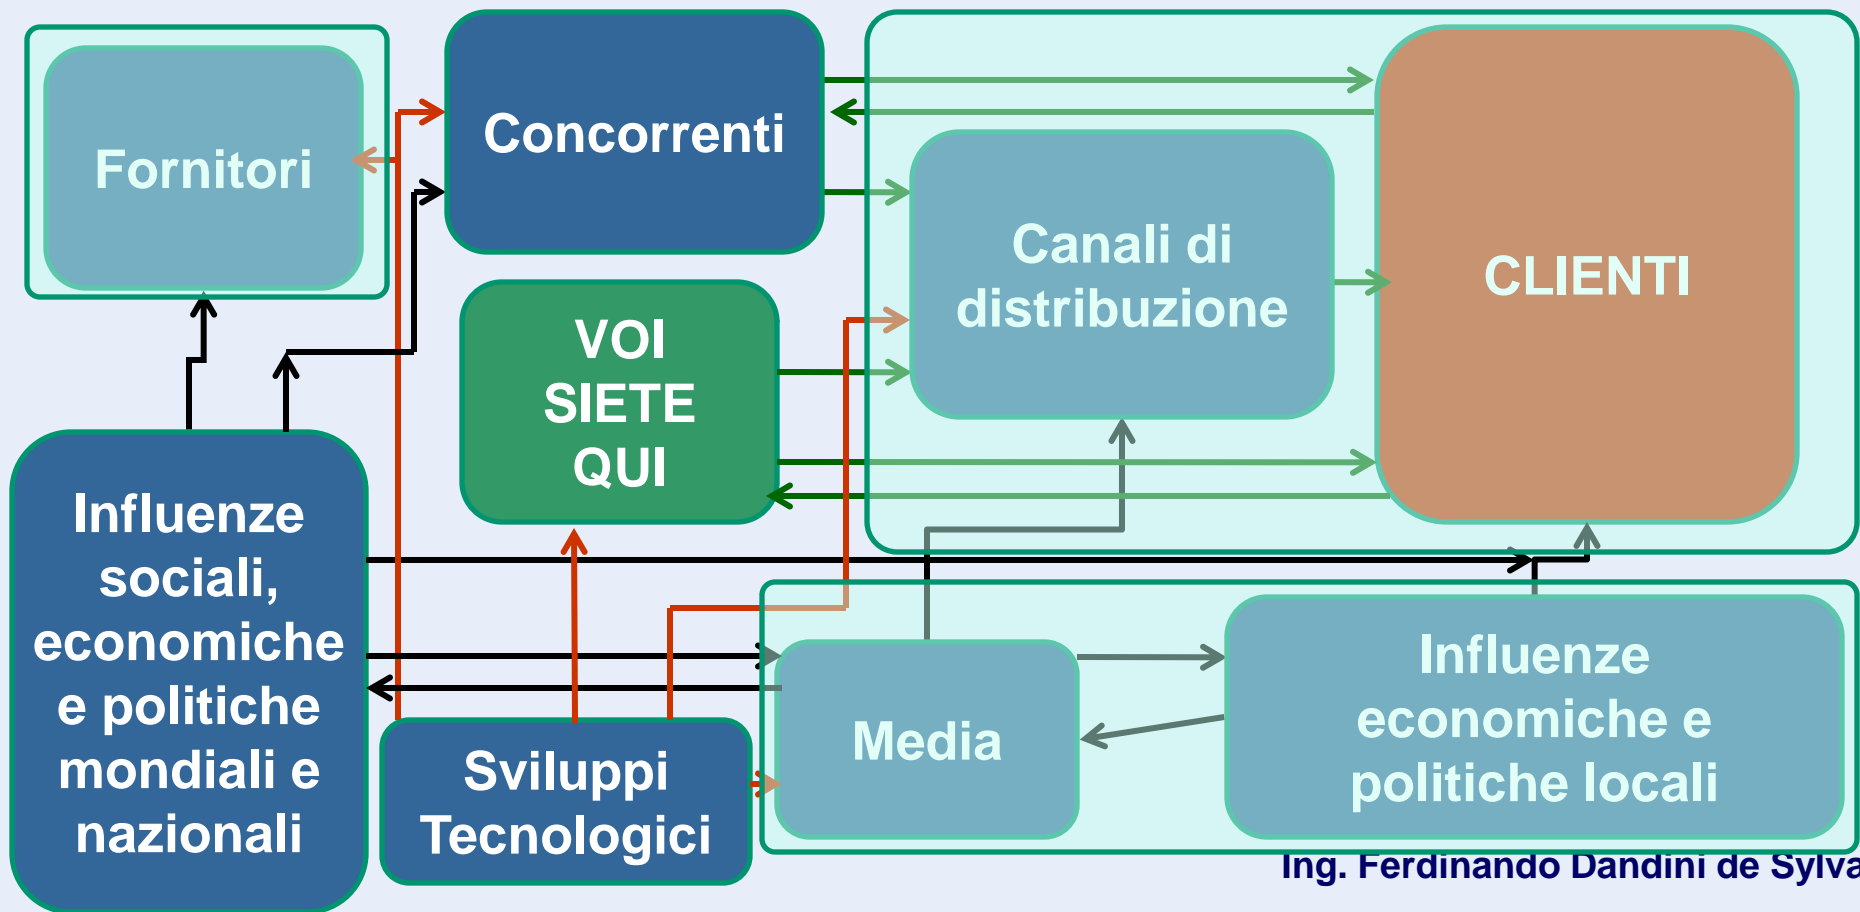 Fornitori
Concorrenti
Canali di
distribuzione
CLIENTI
VOI
SIETE
QUI
Influenze
sociali,
economiche
e politiche
mondiali e
nazionali
Sviluppi
Tecnologici
Media
Influenze
economiche e
politiche locali
Ing. Ferdinando Dandini de Sylva